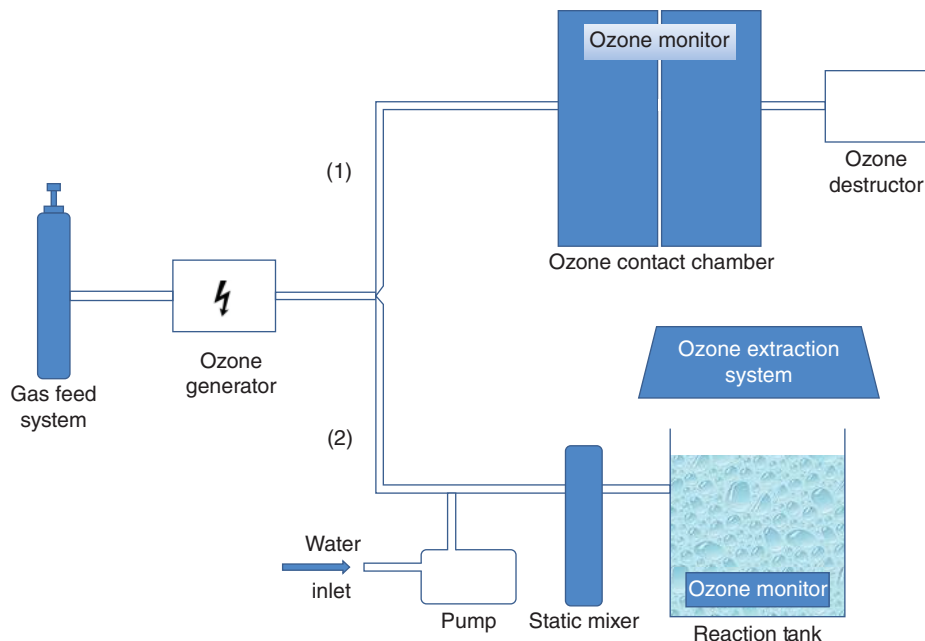 Ozone monitor
(1)
Ozone
destructor
Ozone contact chamber
Ozone
generator
Gas feed
system
Ozone extraction
system
(2)
Water
inlet
Pump
Static mixer
Ozone monitor
Reaction tank